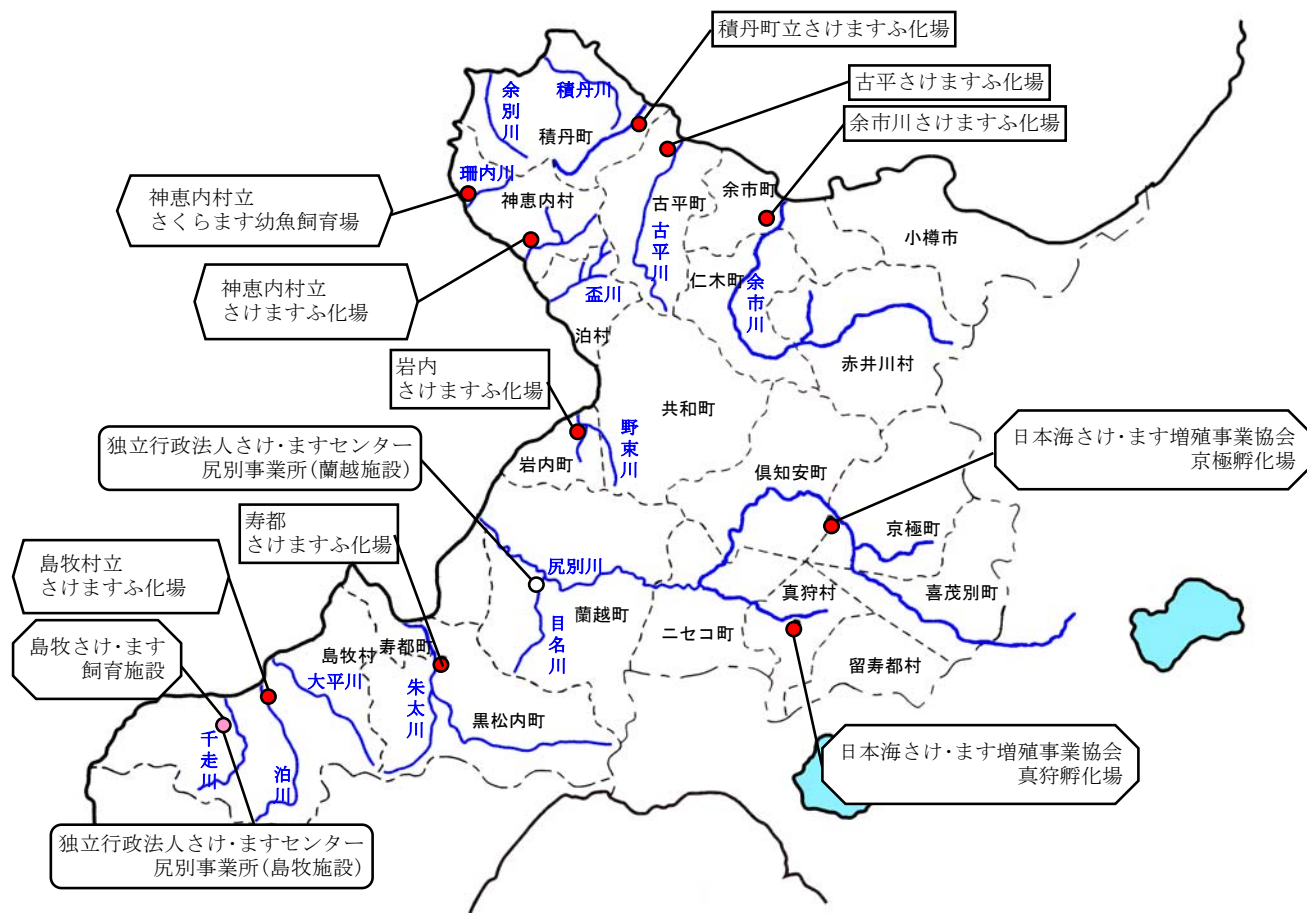 積丹町立さけますふ化場
古平さけますふ化場
余市川さけますふ化場
余別川
積丹川
積丹町
珊内川
神恵内村立
さくらます幼魚飼育場
神恵内村
古平町
余市町
小樽市
古平川
仁木町
余市川
神恵内村立
さけますふ化場
盃川
泊村
赤井川村
岩内
さけますふ化場
共和町
日本海さけ・ます増殖事業協会
京極孵化場
独立行政法人さけ・ますセンター
尻別事業所(蘭越施設)
岩内町
野束川
倶知安町
京極町
寿都
さけますふ化場
島牧村立
さけますふ化場
尻別川
真狩村
喜茂別町
蘭越町
ニセコ町
目名川
留寿都村
島牧さけ・ます
飼育施設
島牧村
寿都町
大平川
朱太川
黒松内町
千走川
泊川
日本海さけ・ます増殖事業協会
真狩孵化場
独立行政法人さけ・ますセンター
尻別事業所(島牧施設)